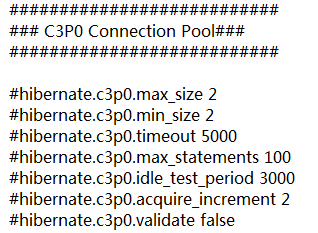 ###########################
### C3P0 Connection Pool###
###########################
#hibernate.c3p0.max_size 2
#hibernate.c3p0.min_size 2
#hibernate.c3p0.timeout 5000
#hibernate.c3p0.max_statements 100
#hibernate.c3p0.idle_test_period 3000
#hibernate.c3p0.acquire_increment 2
#hibernate.c3p0.validate false